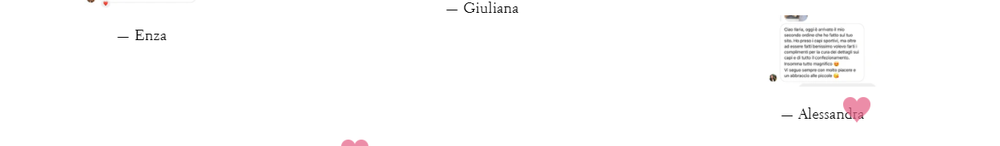 — Giuliana
— Enza
Ciao Ilaria, oggi è arrivato il mio
secondo ordine che ho fatto sul tuo
sito. Ho preso i capi sportivi, ma oltre
ad essere fatti benissimo volevo farti i
complimenti per la cura dei dettagli sui
capi e di tutto il confezionamento.
Insomma tutto magnifico 😍
Vi seguo sempre con molto piacere e
un abbraccio alle piccole 😘
— Alessandra